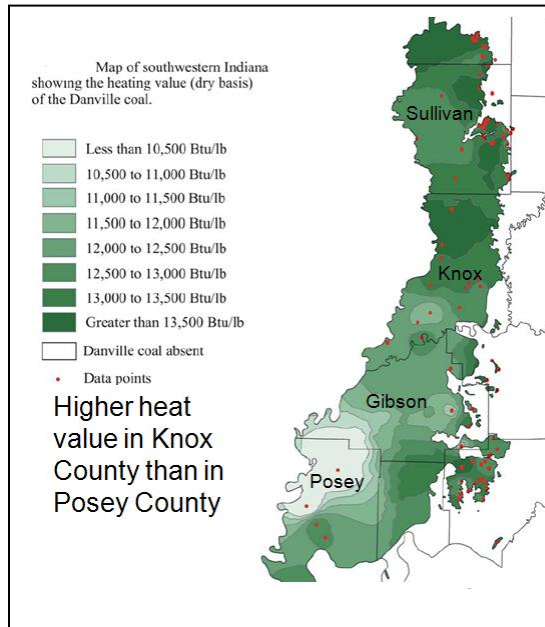 Map of southwestern Indiana
showing the heating value (dry basis)
of the Danville coal.
Less than 10,500 Btu/lb
10,500 to 11,000 Btu/lb
11,000 to 11,500 Btu/lb
11,500 to 12,000 Btu/lb
12,000 to 12,500 Btu/lb
12,500 to 13,000 Btu/lb
13,000 to 13,500 Btu/lb
Greater than 13,500 Btu/lb
Danville coal absent
Data points
Higher heat
value in Knox
County than in
Posey County
Sullivan
Knox
Gibson
Posey